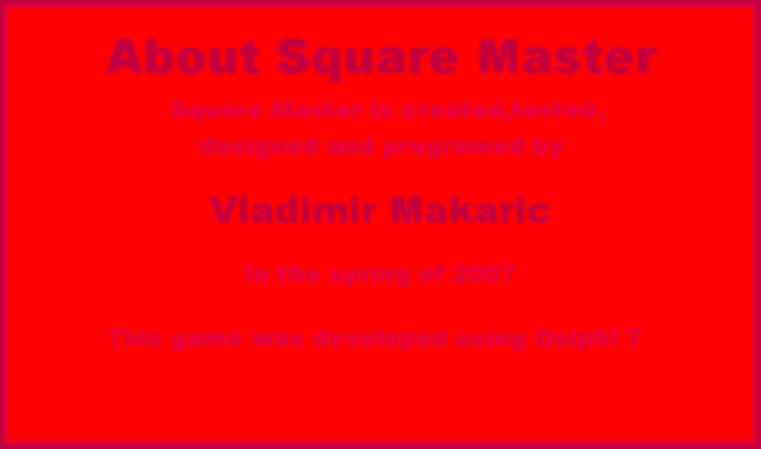 About Square Master
Square Master is created,tested,
designed and programed by
Vladimir Makaric
in the spring of 2007
This game was developed using Delphi 7